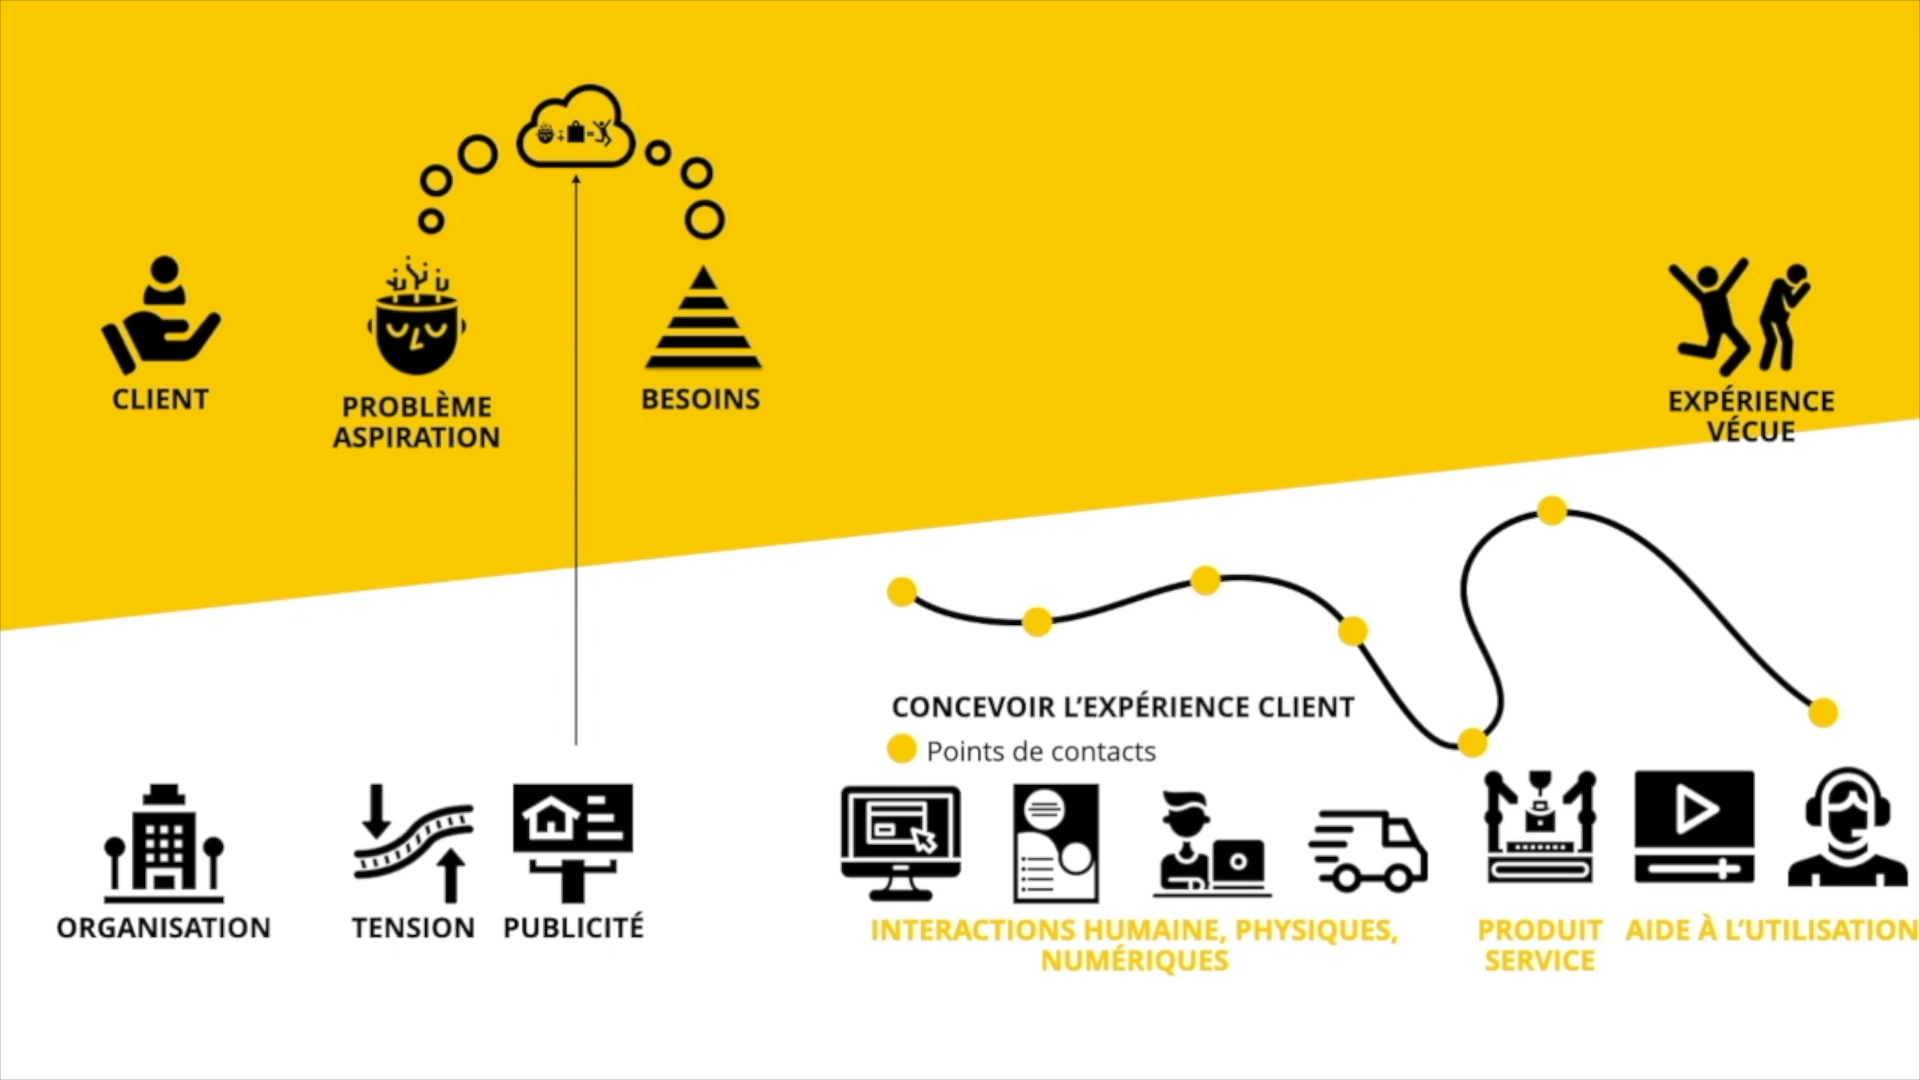 CLIENT
PROBLÈME
ASPIRATION
BESOINS
EXPÉRIENCE
VÉCUE
CONCEVOIR L'EXPÉRIENCE CLIENT
Points de contacts
ORGANISATION
TENSION
PUBLICITÉ
INTERACTIONS HUMAINE, PHYSIQUES,
NUMÉRIQUES
PRODUIT
SERVICE
AIDE À L'UTILISATION